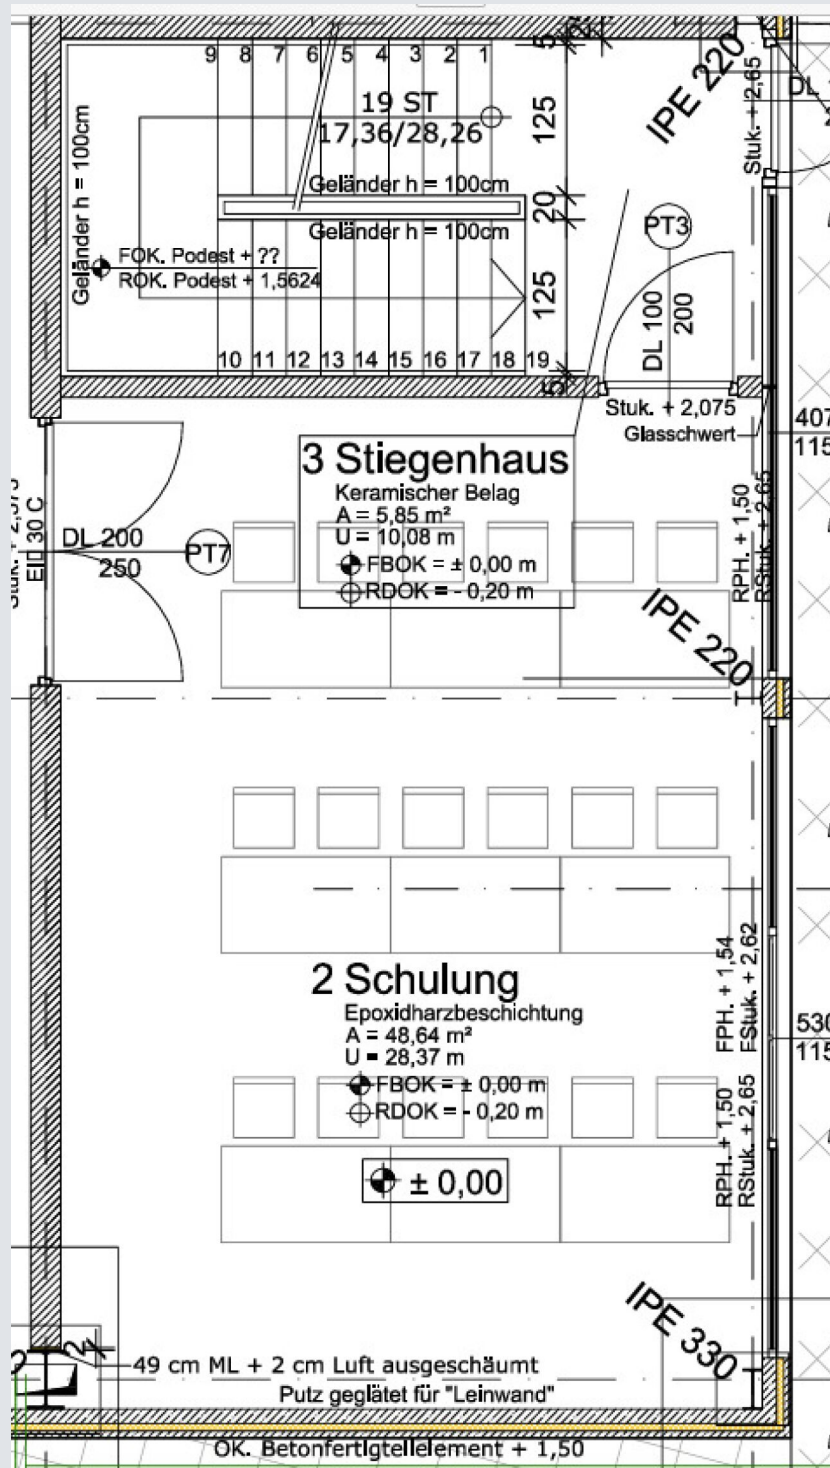 9 8 7 6 5 4 3 2 1
19 ST
17,36/28,26
Geländer h = 100cm
Geländer h = 100cm
Geländer h = 100cm
FOK. Podest + ??
ROK. Podest + 1,5624
10 11 12 13 14 15 16 17 18 19
5
125
20
125
5
IPE 220
Stuk. + 2,65
DL
PT3
DL 100
200
Stuk. + 2,075
Glasschwert
407
115
RPH. + 1,50
RStuk. + 2,65
EI 30 C
DL 200
250
PT7
3 Stiegenhaus
Keramischer Belag
A = 5,85 m²
U = 10,08 m
FBOK = ± 0,00 m
RDOK = - 0,20 m
IPE 220
2 Schulung
Epoxidharzbeschichtung
A = 48,64 m²
U = 28,37 m
FBOK = ± 0,00 m
RDOK = - 0,20 m
± 0,00
FPH. + 1,54
FStuk. + 2,62
530
115
RPH. + 1,50
RStuk. + 2,65
IPE 330
2
49 cm ML + 2 cm Luft ausgeschäumt
Putz geglätet für "Leinwand"
OK. Betonfertigtellelement + 1,50